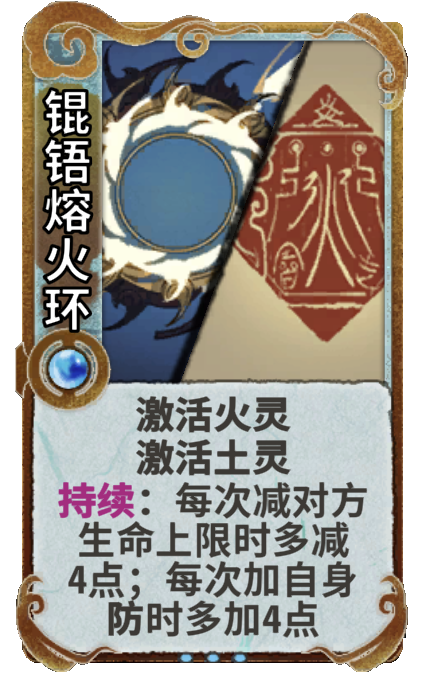 锟铻熔火环
火
激活火灵
激活土灵
持续：每次减对方
生命上限时多减
4点；每次加自身
防时多加4点